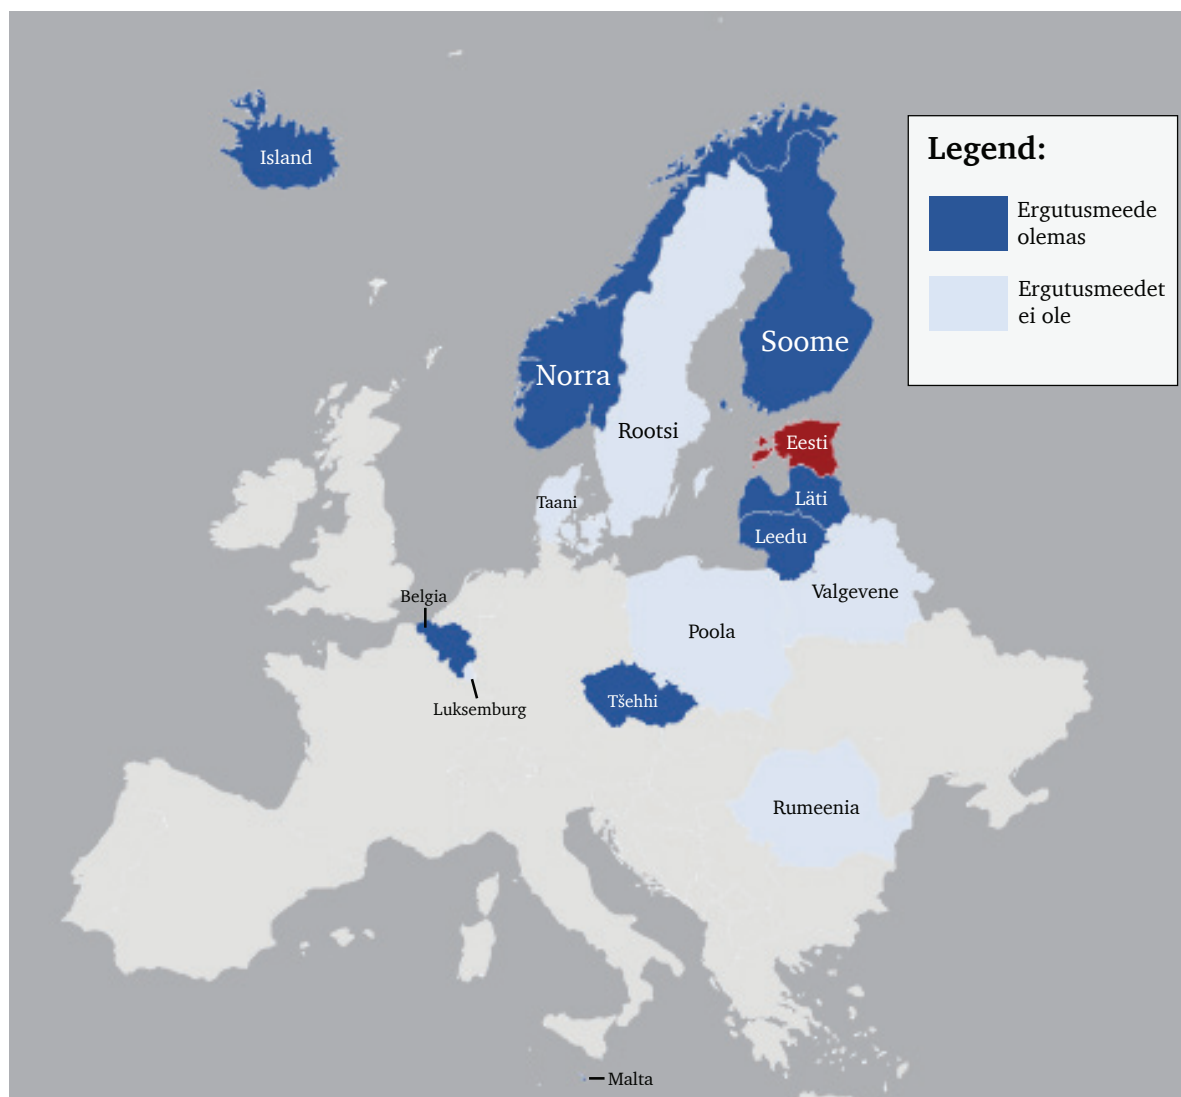 Island
Legend:
Ergutusmeede
olemas
Ergutusmeedet
ei ole
Soome
Norra
Rootsi
Eesti
Taani
Läti
Leedu
Valgevene
Belgia
Poola
Tšehhi
Luksemburg
Rumeenia
Malta